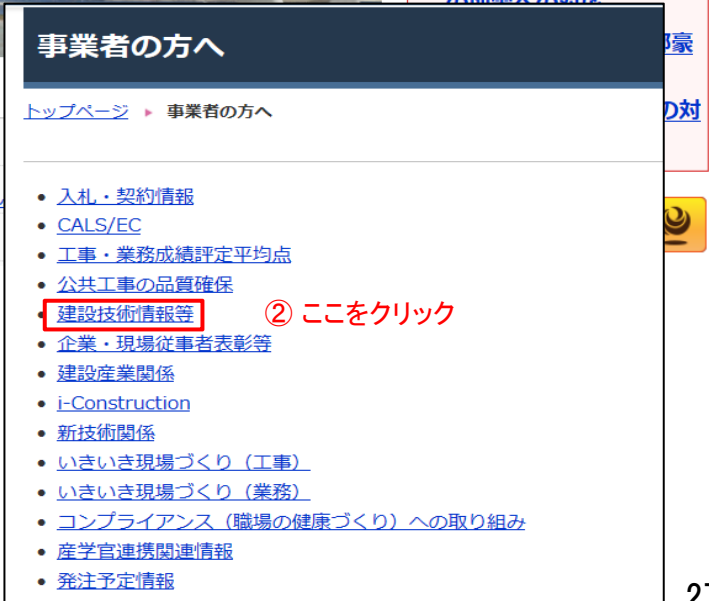 事業者の方へ
トップページ ▶ 事業者の方へ
豪
の対
• 入札・契約情報
• CALS/EC
• 工事・業務成績評定平均点
• 公共工事の品質確保
• 建設技術情報等
② ここをクリック
• 企業・現場従事者表彰等
• 建設産業関係
• i-Construction
• 新技術関係
• いきいき現場づくり（工事）
• いきいき現場づくり（業務）
• コンプライアンス（職場の健康づくり）への取り組み
• 産学官連携関連情報
• 発注予定情報